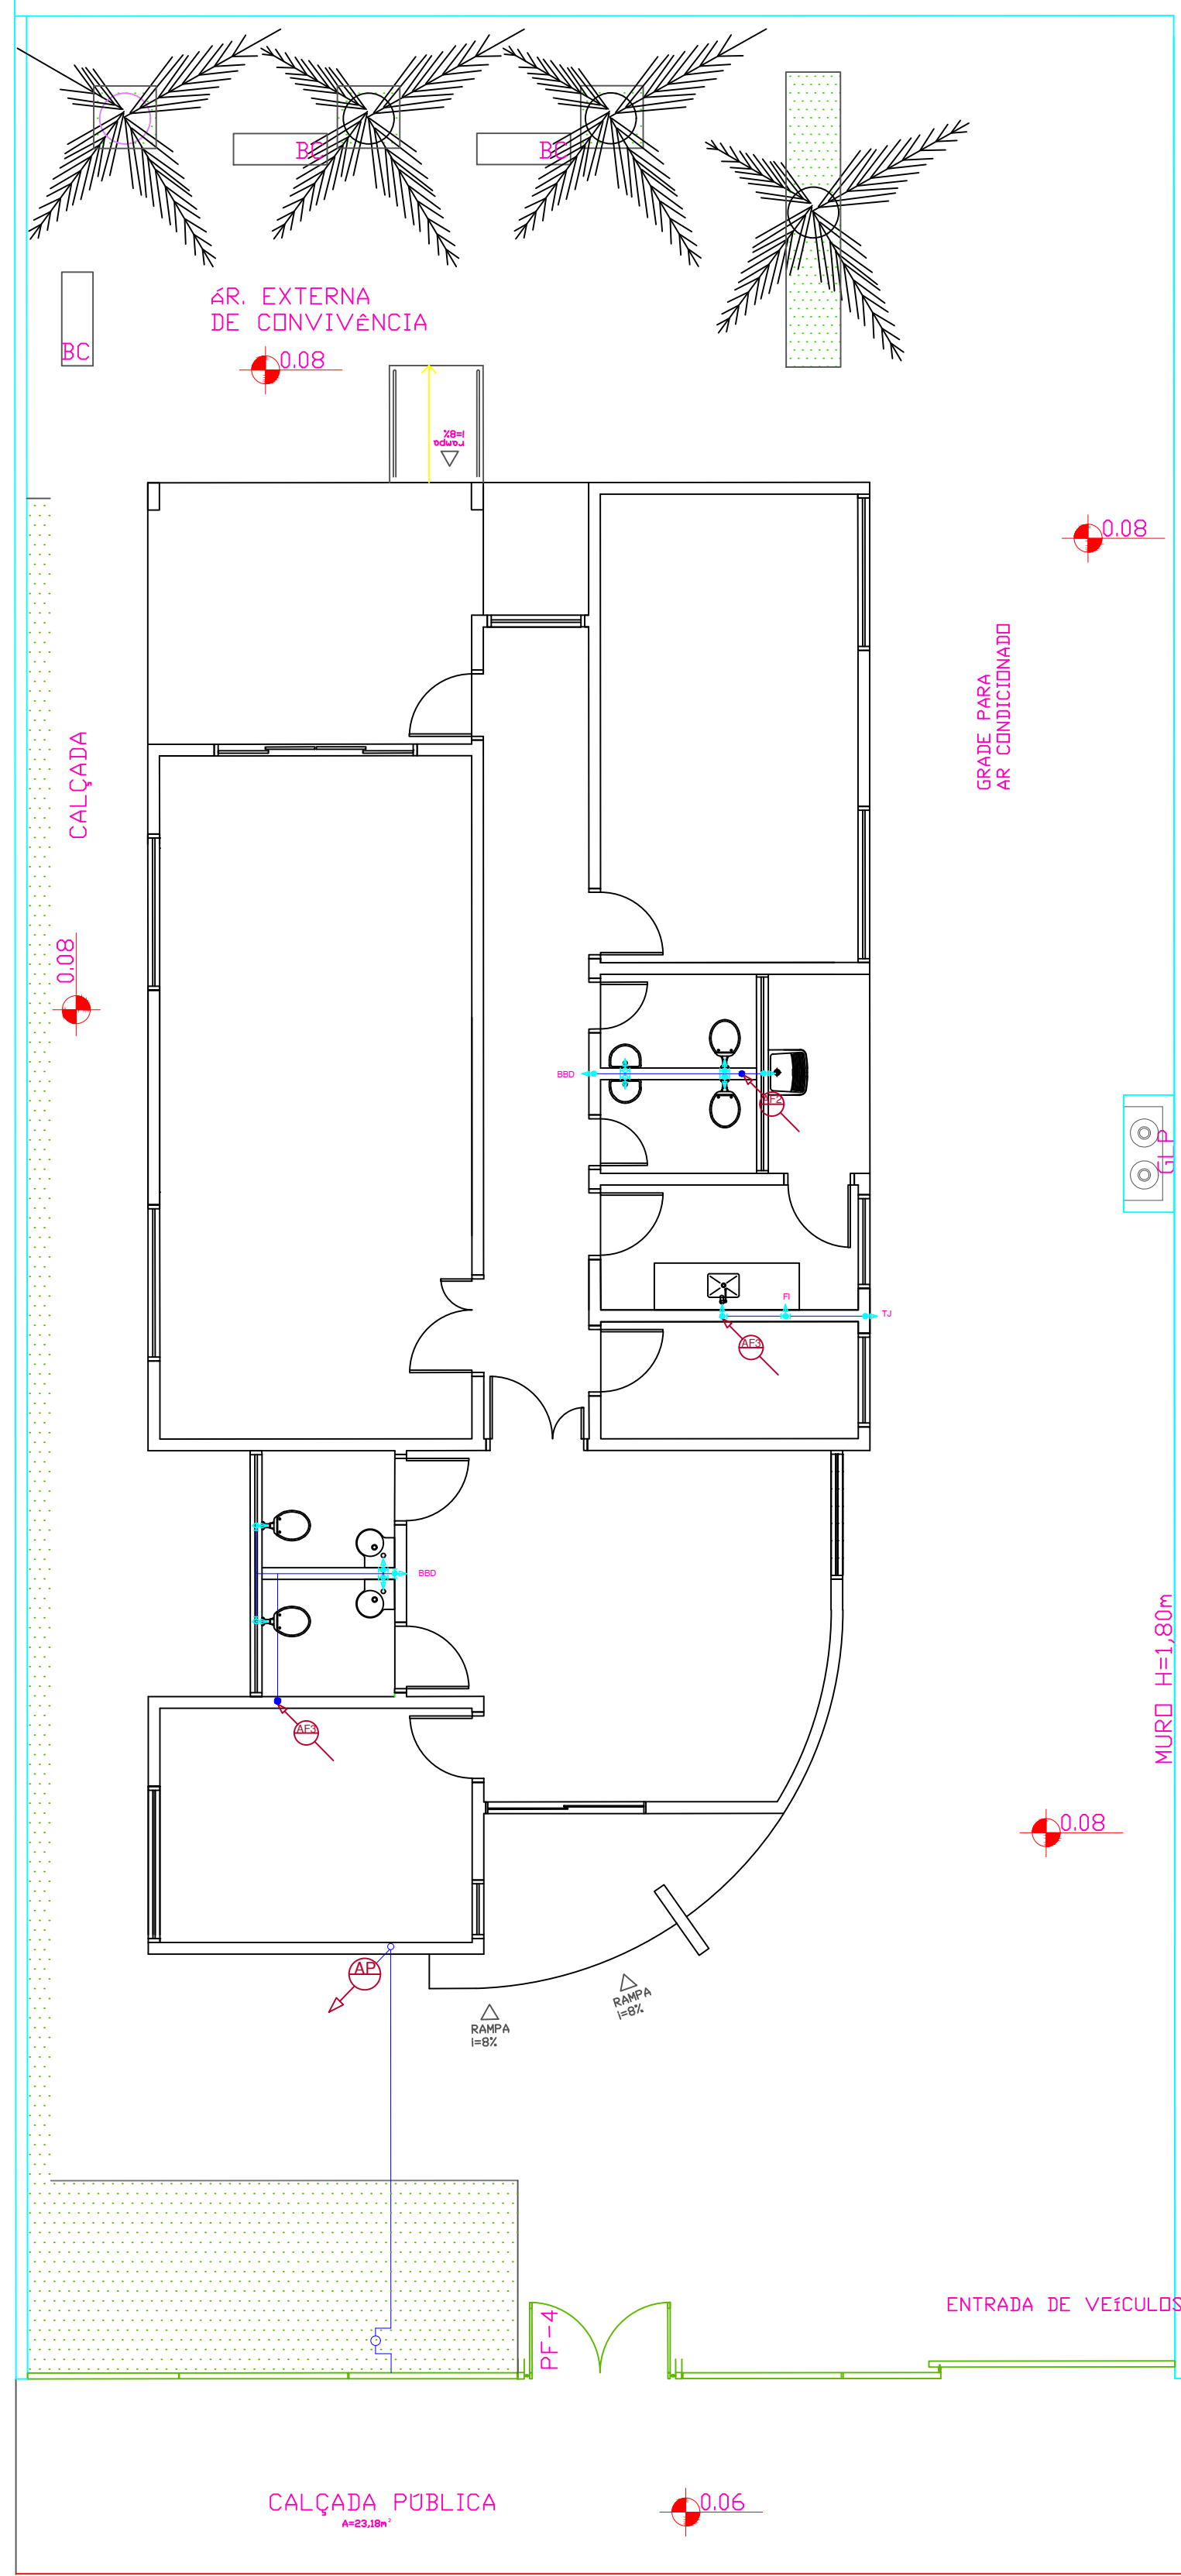 BC
BC
ÁR. EXTERNA
DE CONVIVÊNCIA
BC
0.08
rampa
i=8%
0.08
GRADE PARA
AR CONDICIONADO
CALÇADA
0.08
BBD
AF2
GLP
FI
TJ
AF3
BBD
AF3
MURO H=1,80m
0.08
AP
RAMPA
i=8%
RAMPA
i=8%
ENTRADA DE VEÍCULOS
PF-4
CALÇADA PÚBLICA
A=23,18m²
0.06